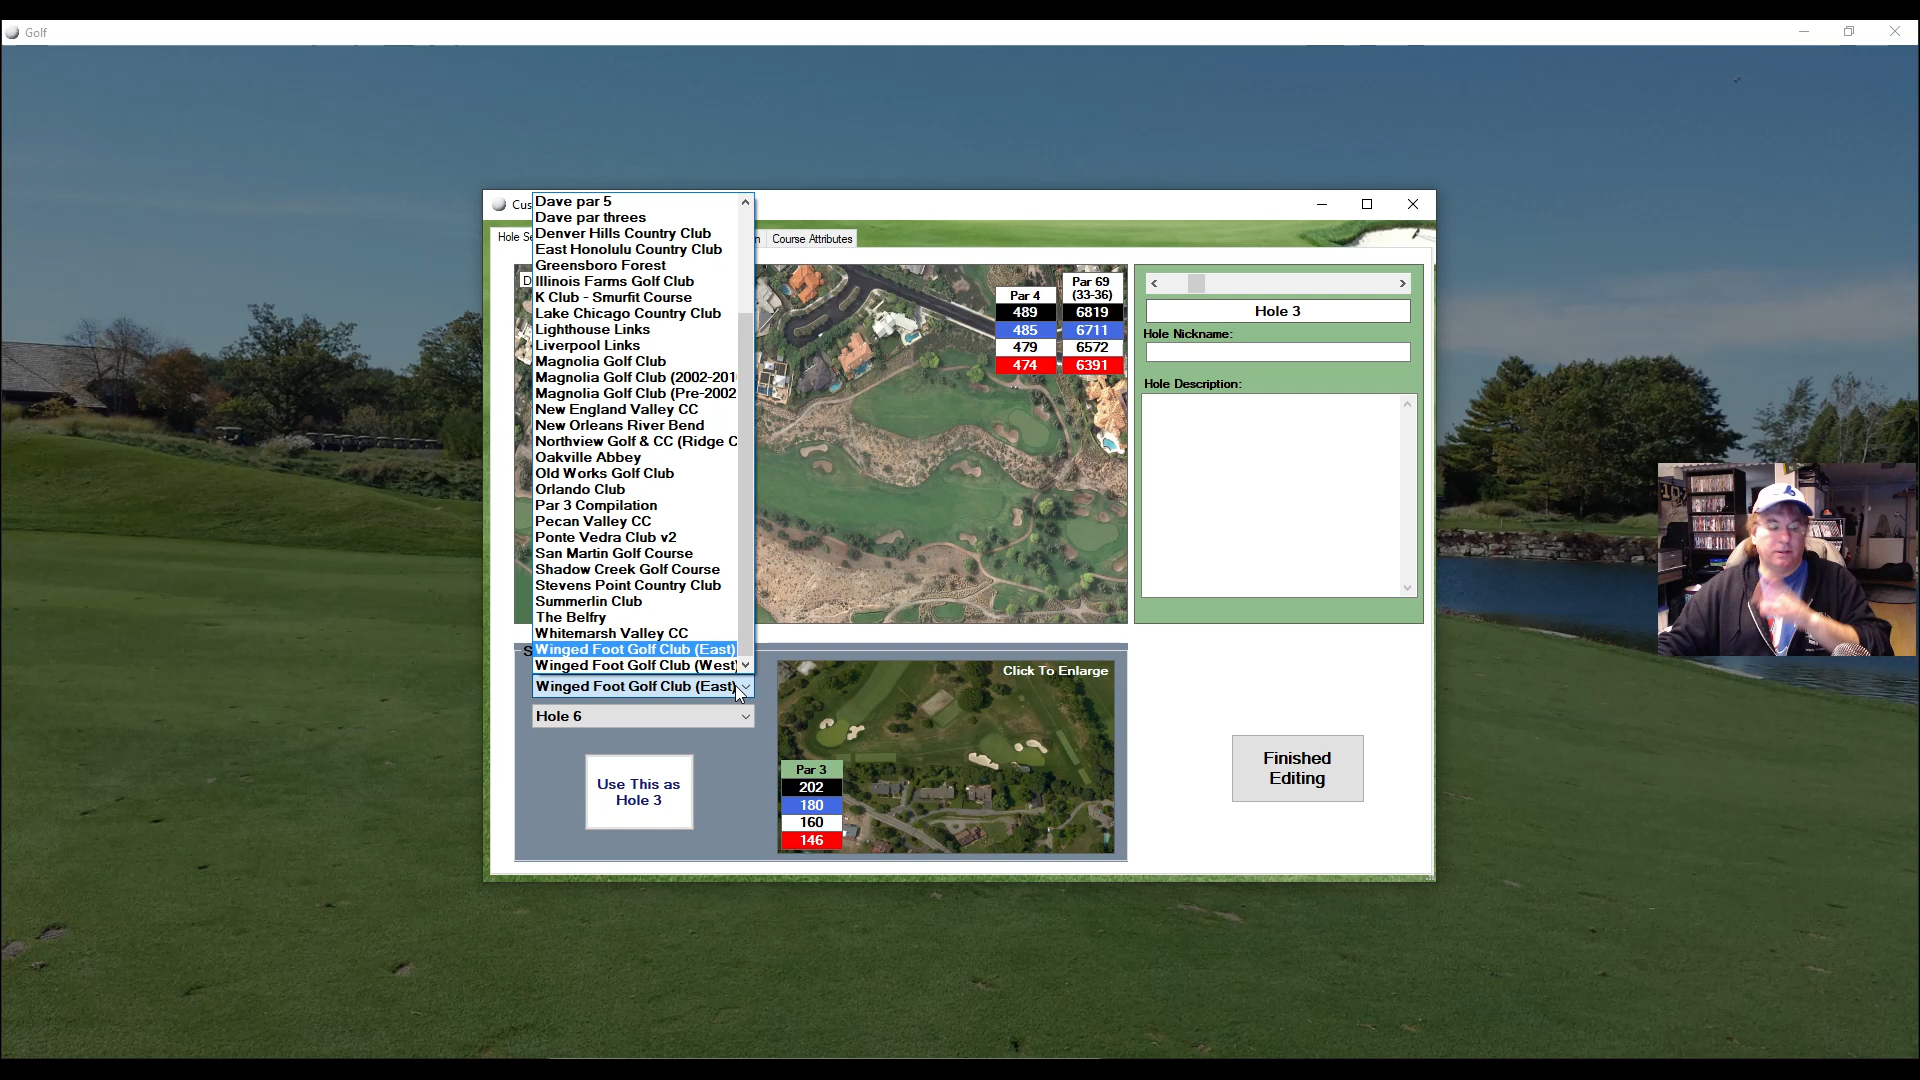 Golf
Cus
Hole Se
n
Course Attributes
Dave par 5
Dave par threes
Denver Hills Country Club
East Honolulu Country Club
Greensboro Forest
Illinois Farms Golf Club
K Club - Smurfit Course
Lake Chicago Country Club
Lighthouse Links
Liverpool Links
Magnolia Golf Club
Magnolia Golf Club (2002-201
Magnolia Golf Club (Pre-2002
New England Valley CC
New Orleans River Bend
Northview Golf & CC (Ridge C
Oakville Abbey
Old Works Golf Club
Orlando Club
Par 3 Compilation
Pecan Valley CC
Ponte Vedra Club v2
San Martin Golf Course
Shadow Creek Golf Course
Stevens Point Country Club
Summerlin Club
The Belfry
Whitemarsh Valley CC
Winged Foot Golf Club (East)
Winged Foot Golf Club (West)
D
S
Winged Foot Golf Club (East)
Hole 6
Use This as
Hole 3
Par 4
489
485
479
474
Par 69
(33-36)
6819
6711
6572
6391
Click To Enlarge
Par 3
202
180
160
146
Hole 3
Hole Nickname:
Hole Description:
Finished
Editing